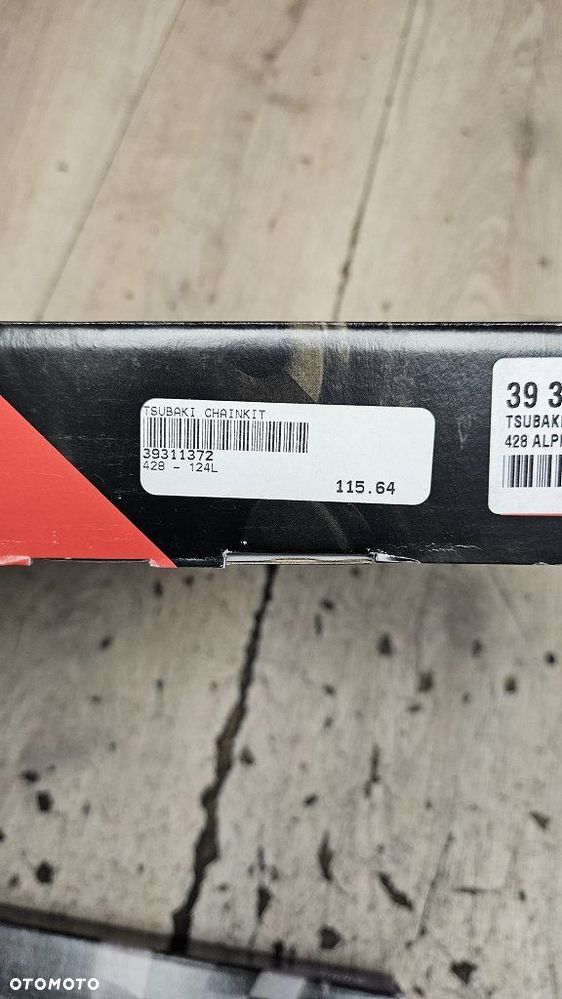 TSUBAKI CHAINKIT
39311372
428 - 124L
115.64
39 3
TSUBAKI
428 ALP
OTOMOTO